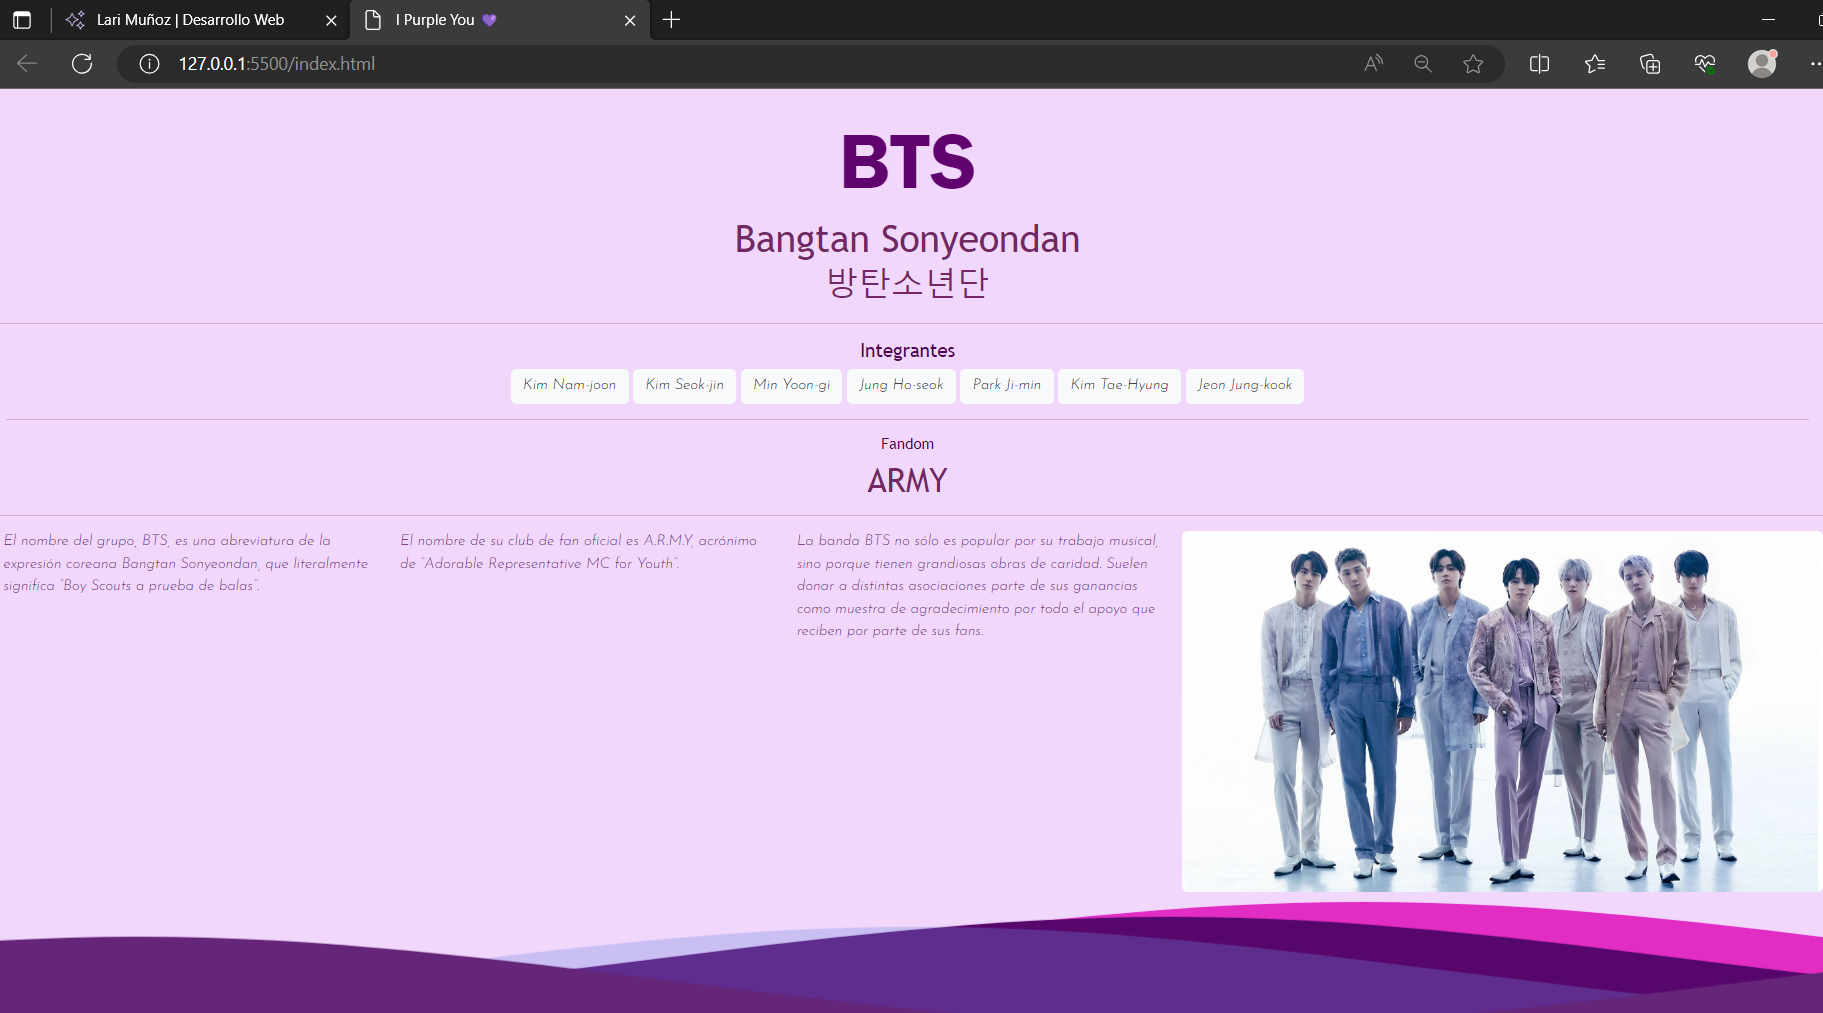 Lari Muñoz | Desarrollo Web
I Purple You 💜
127.0.0.1:5500/index.html
BTS
Bangtan Sonyeondan
방탄소년단
Integrantes
Kim Nam-joon Kim Seok-jin Min Yoon-gi Jung Ho-seok Park Ji-min Kim Tae-Hyung Jeon Jung-kook
Fandom
ARMY
El nombre del grupo, BTS, es una abreviatura de la
expresión coreana Bangtan Sonyeondan, que literalmente
significa "Boy Scouts a prueba de balas".
El nombre de su club de fan oficial es A.R.M.Y, acrónimo
de "Adorable Representative MC for Youth".
La banda BTS no sólo es popular por su trabajo musical,
sino porque tienen grandiosas obras de caridad. Suelen
donar a distintas asociaciones parte de sus ganancias
como muestra de agradecimiento por todo el apoyo que
reciben por parte de sus fans.